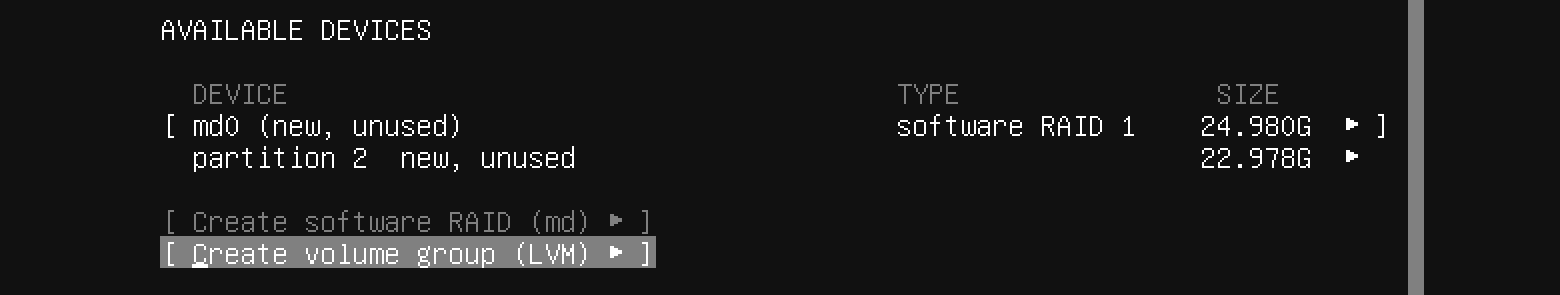 AVAILABLE DEVICES
DEVICE TYPE SIZE
[ md0 (new, unused) software RAID 1 24.980G ▸ ]
partition 2 new, unused 22.978G ▸
[ Create software RAID (md) ▸ ]
[ Create volume group (LVM) ▸ ]